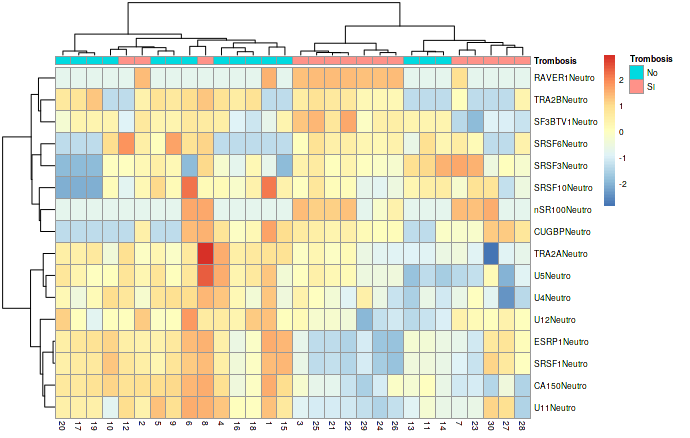 Trombosis
RAVER1Neutro
TRA2BNeutro
SF3BTV1Neutro
SRSF6Neutro
SRSF3Neutro
SRSF10Neutro
nSR100Neutro
CUGBPNeutro
TRA2ANeutro
U5Neutro
U4Neutro
U12Neutro
ESRP1Neutro
SRSF1Neutro
CA150Neutro
U11Neutro
20 17 19 10 12 2 5 9 6 8 4 16 18 1 15 3 25 21 22 29 24 26 13 11 14 7 23 30 27 28
2
1
0
-1
-2
Trombosis
No
SI